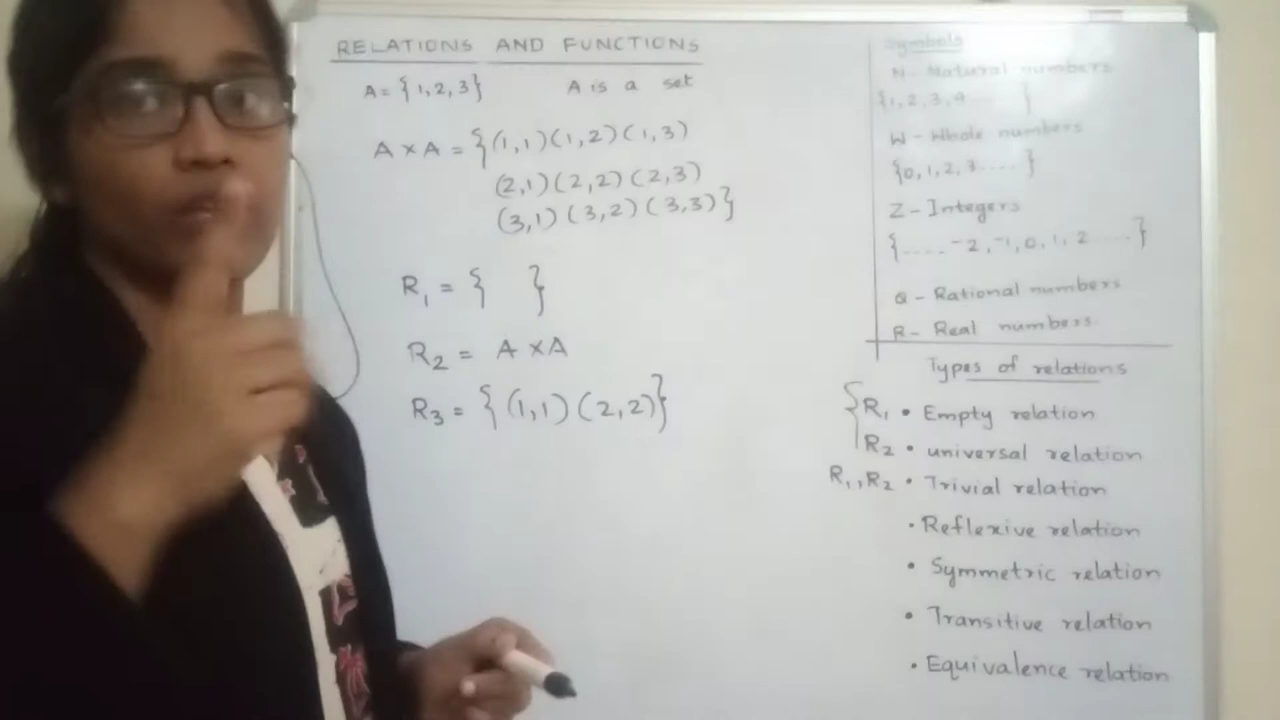 RELATIONS AND FUNCTIONS
A = { 1, 2, 3 } A is a set
A × A = { (1,1) (1,2) (1,3)
(2,1) (2,2) (2,3)
(3,1) (3,2) (3,3) }
R₁ = { }
R₂ = A × A
R₃ = { (1,1) (2,2) }
Symbols
N - Natural numbers
{1, 2, 3, 4 .... }
W - Whole numbers
{0, 1, 2, 3 ..... }
Z - Integers
{ ..... -2, -1, 0, 1, 2 ..... }
Q - Rational numbers
R - Real numbers
Types of relations
R₁ • Empty relation
R₂ • universal relation
R₁, R₂ • Trivial relation
• Reflexive relation
• Symmetric relation
• Transitive relation
• Equivalence relation